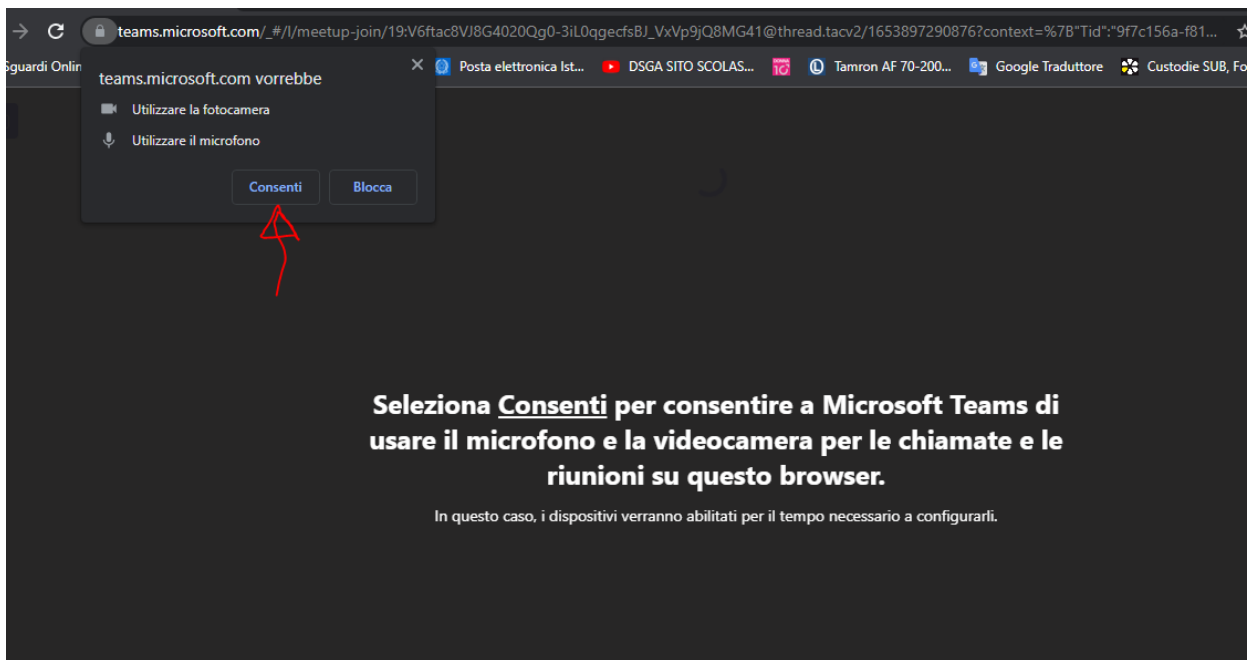 teams.microsoft.com/_#/l/meetup-join/19:V6ftac8VJ8G4020Qg0-3iL0qgecfsBJ_VxVp9jQ8MG41@thread.tacv2/1653897290876?context=%7B"Tid":"9f7c156a-f81...
Sguardi Onlin
Posta elettronica Ist...
DSGA SITO SCOLAS...
Tamron AF 70-200...
Google Traduttore
Custodie SUB, Fo
teams.microsoft.com vorrebbe
Utilizzare la fotocamera
Utilizzare il microfono
Consenti
Blocca
Seleziona Consenti per consentire a Microsoft Teams di
usare il microfono e la videocamera per le chiamate e le
riunioni su questo browser.
In questo caso, i dispositivi verranno abilitati per il tempo necessario a configurarli.